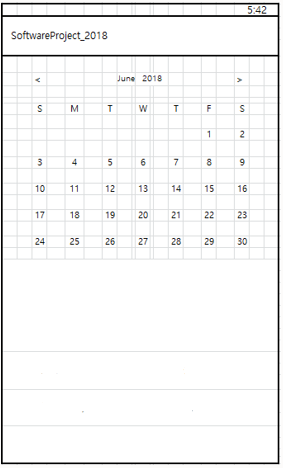 5:42
SoftwareProject_2018
< June 2018 >
S M T W T F S
1 2
3 4 5 6 7 8 9
10 11 12 13 14 15 16
17 18 19 20 21 22 23
24 25 26 27 28 29 30